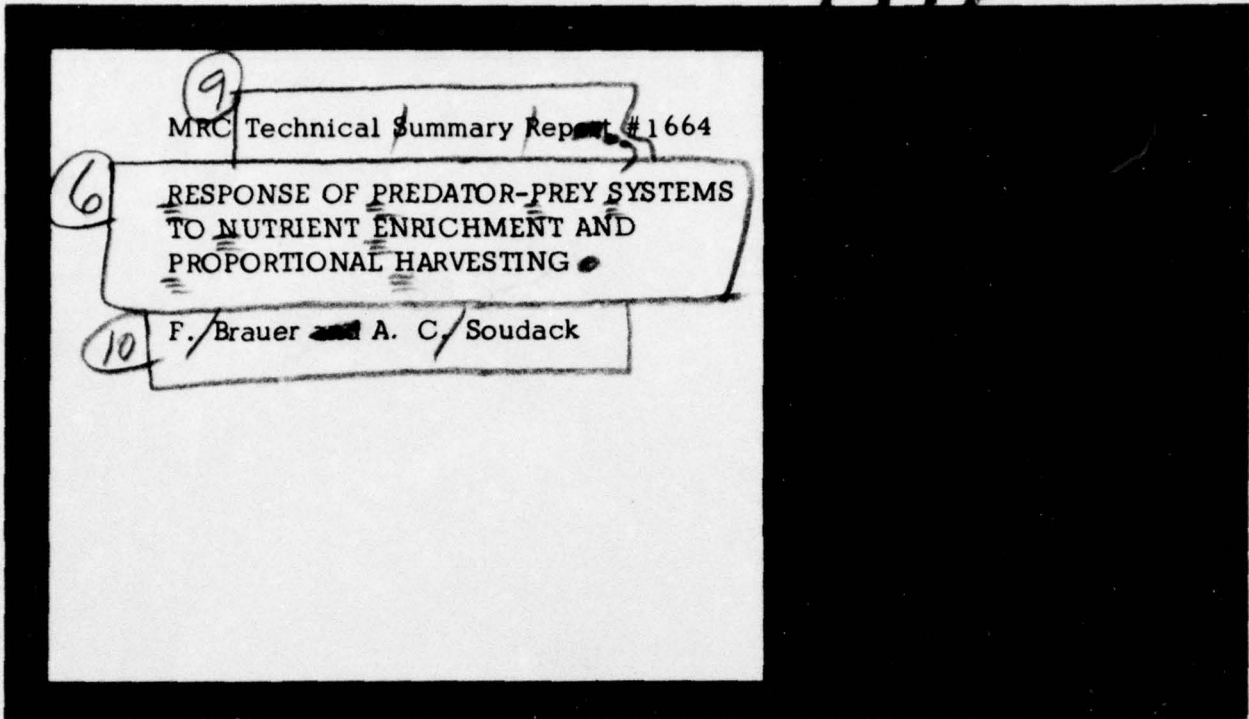 9
MRC Technical Summary Report #1664
6
RESPONSE OF PREDATOR-PREY SYSTEMS
TO NUTRIENT ENRICHMENT AND
PROPORTIONAL HARVESTING
10
F. Brauer and A. C. Soudack